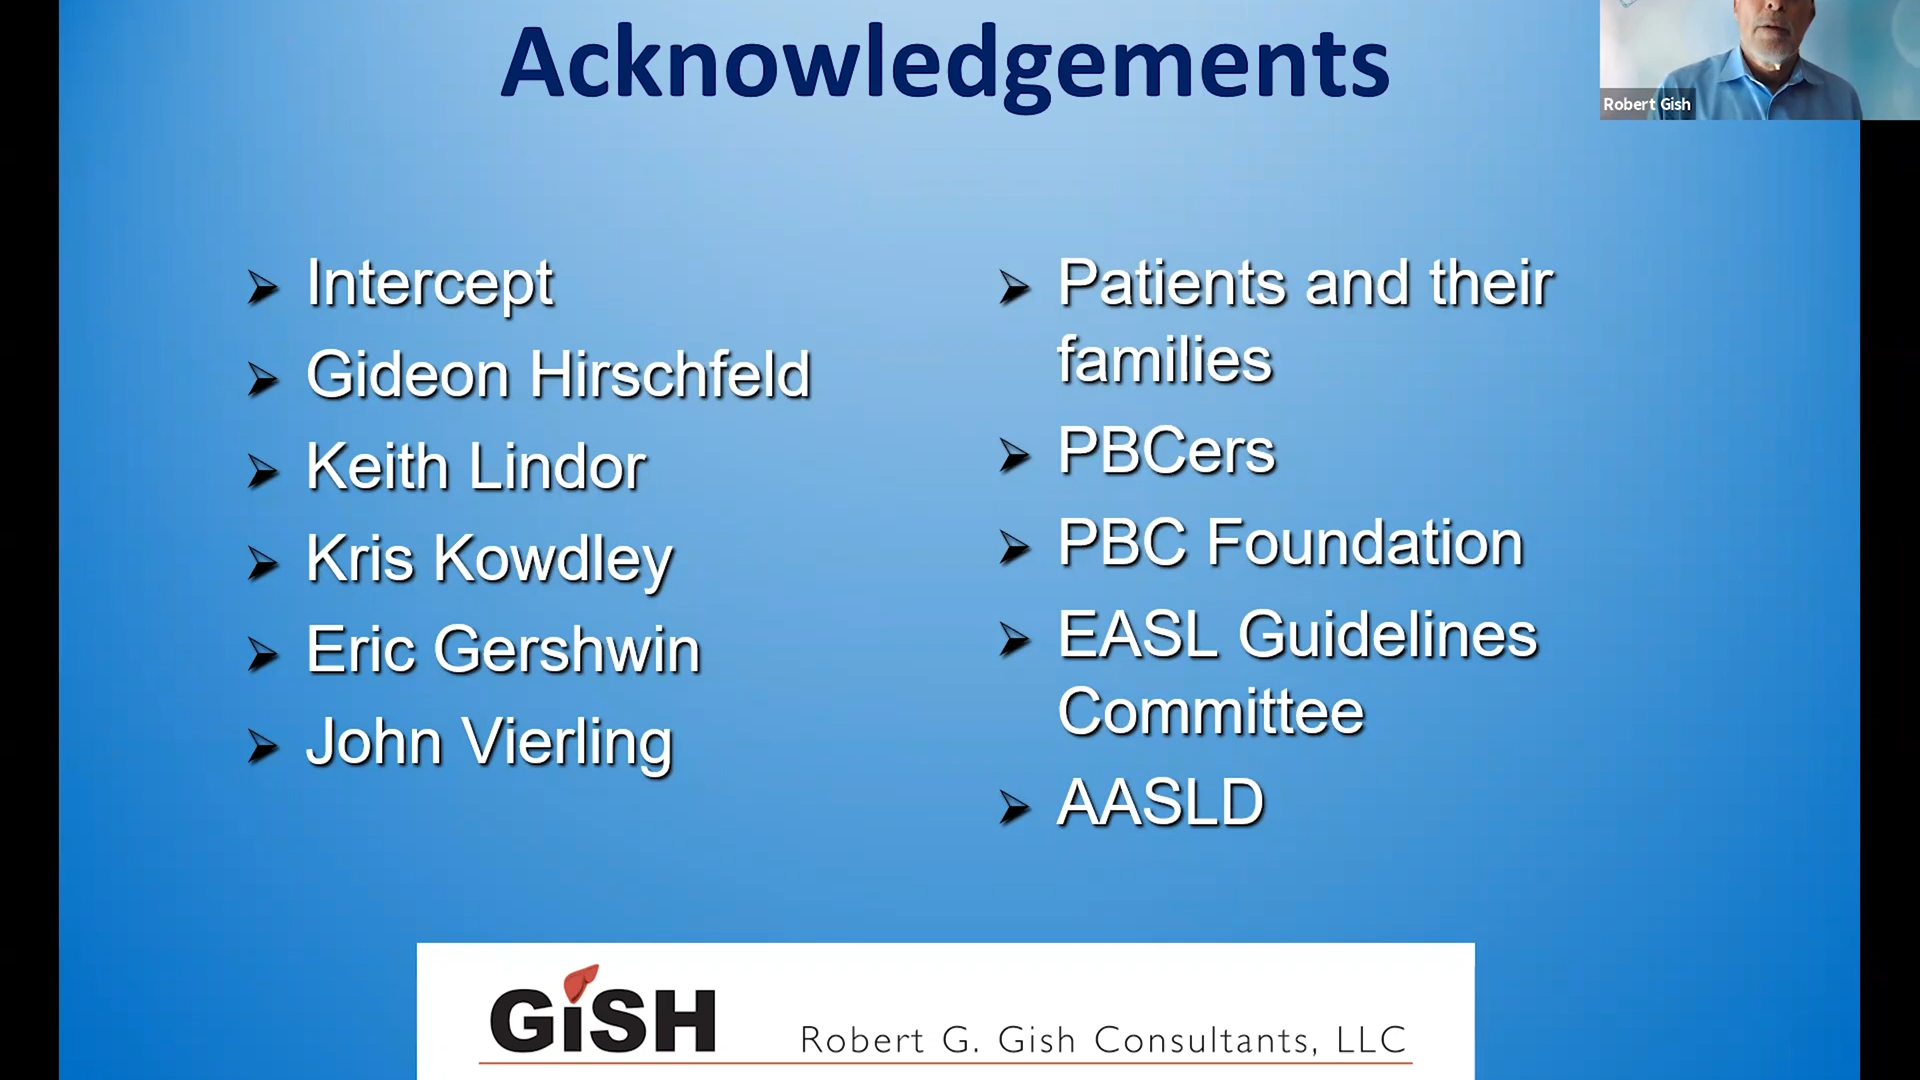 Acknowledgements
Robert Gish
Intercept
Gideon Hirschfeld
Keith Lindor
Kris Kowdley
Eric Gershwin
John Vierling
Patients and their
families
PBCers
PBC Foundation
EASL Guidelines
Committee
AASLD
GiSH
Robert G. Gish Consultants, LLC